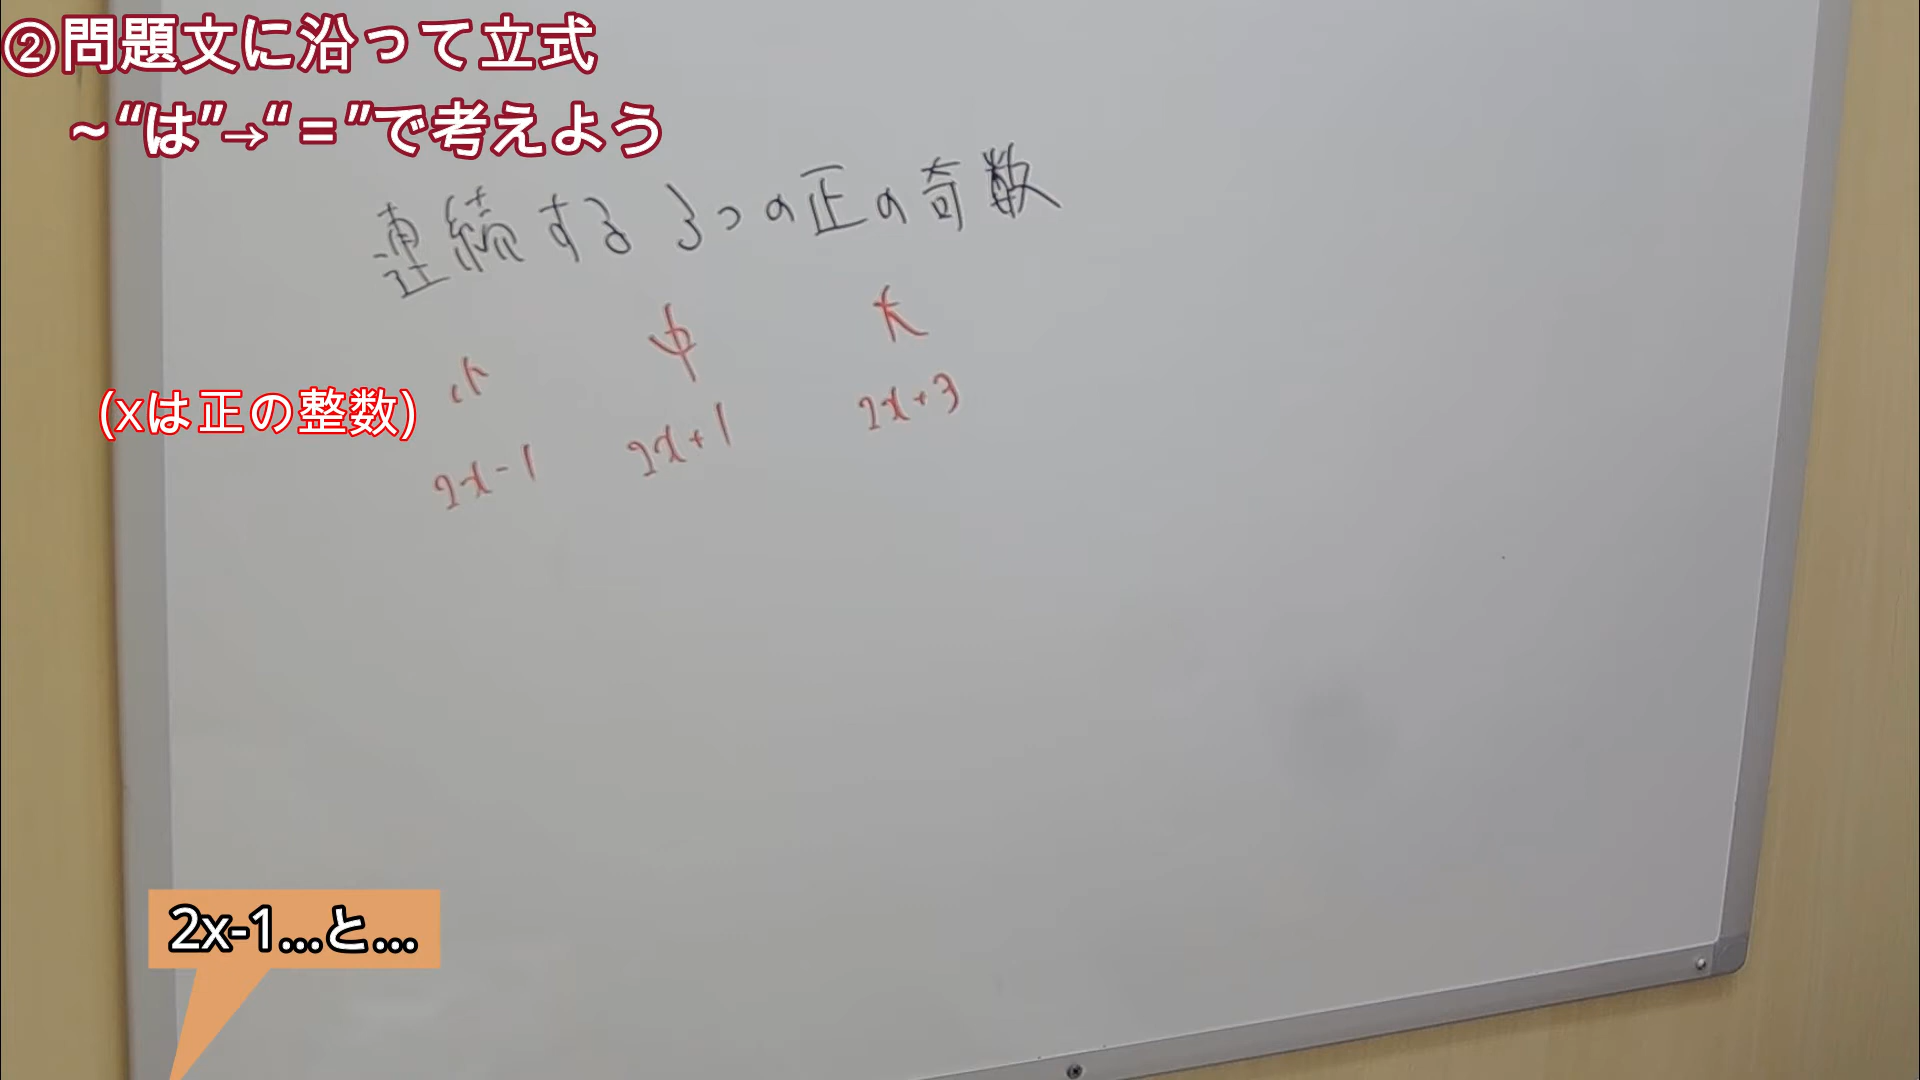 ②問題文に沿って立式
~“は”→“=”で考えよう
連続する3つの正の奇数
小 中 大
(xは正の整数)
2x-1 2x+1 2x+3
2x-1...と...